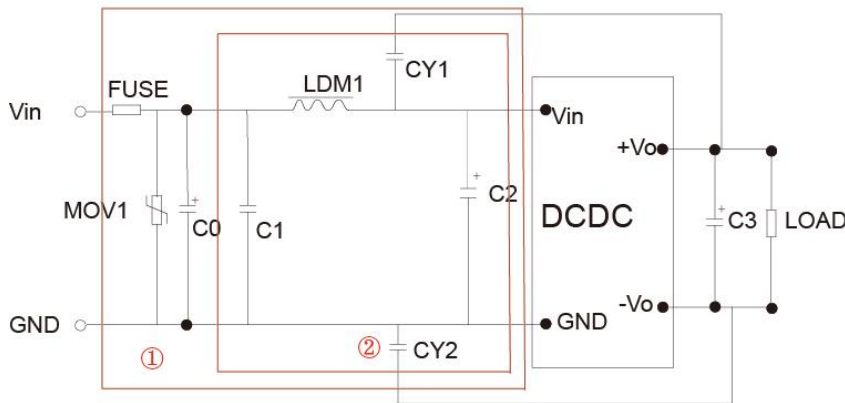 CY1
LDM1
FUSE
Vin
Vin
+Vo
MOV1
C0
C1
C2
DCDC
C3
LOAD
-Vo
GND
GND
①
②
CY2